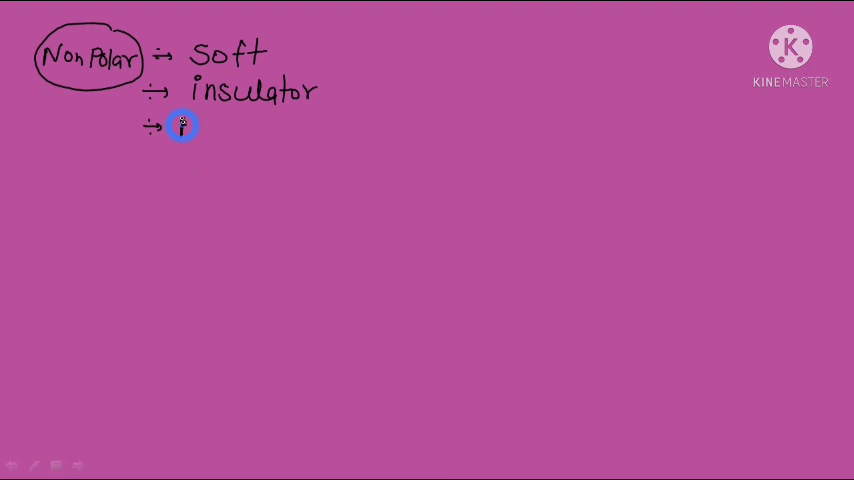 Non Polar ÷→ Soft
÷→ insulator
÷→
K
KINEMASTER